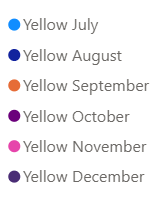 Yellow July
Yellow August
Yellow September
Yellow October
Yellow November
Yellow December